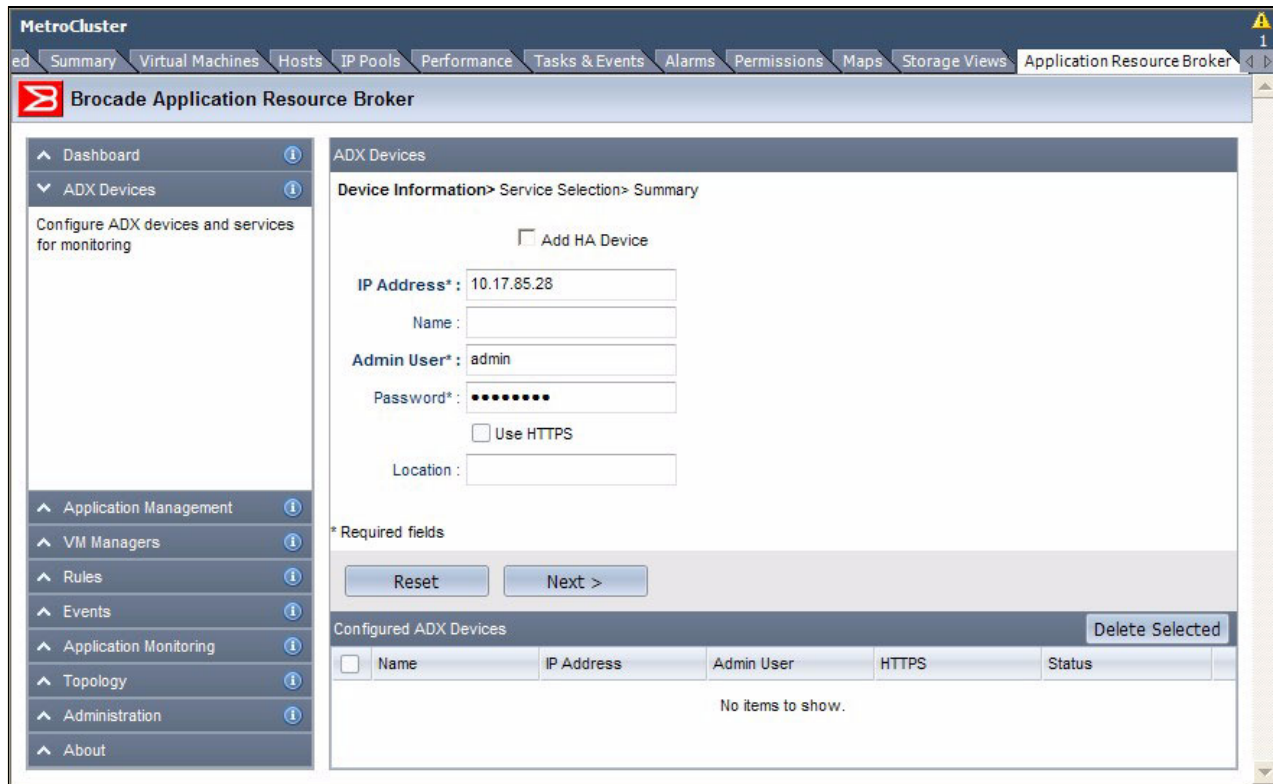 MetroCluster
1
ed Summary Virtual Machines Hosts IP Pools Performance Tasks & Events Alarms Permissions Maps Storage Views Application Resource Broker
Brocade Application Resource Broker
Dashboard
ADX Devices
Configure ADX devices and services
for monitoring
Application Management
VM Managers
Rules
Events
Application Monitoring
Topology
Administration
About
ADX Devices
Device Information> Service Selection> Summary
Add HA Device
IP Address* : 10.17.85.28
Name :
Admin User* : admin
Password* : ••••••••
Use HTTPS
Location :
* Required fields
Reset Next >
Configured ADX Devices Delete Selected
Name IP Address Admin User HTTPS Status
No items to show.